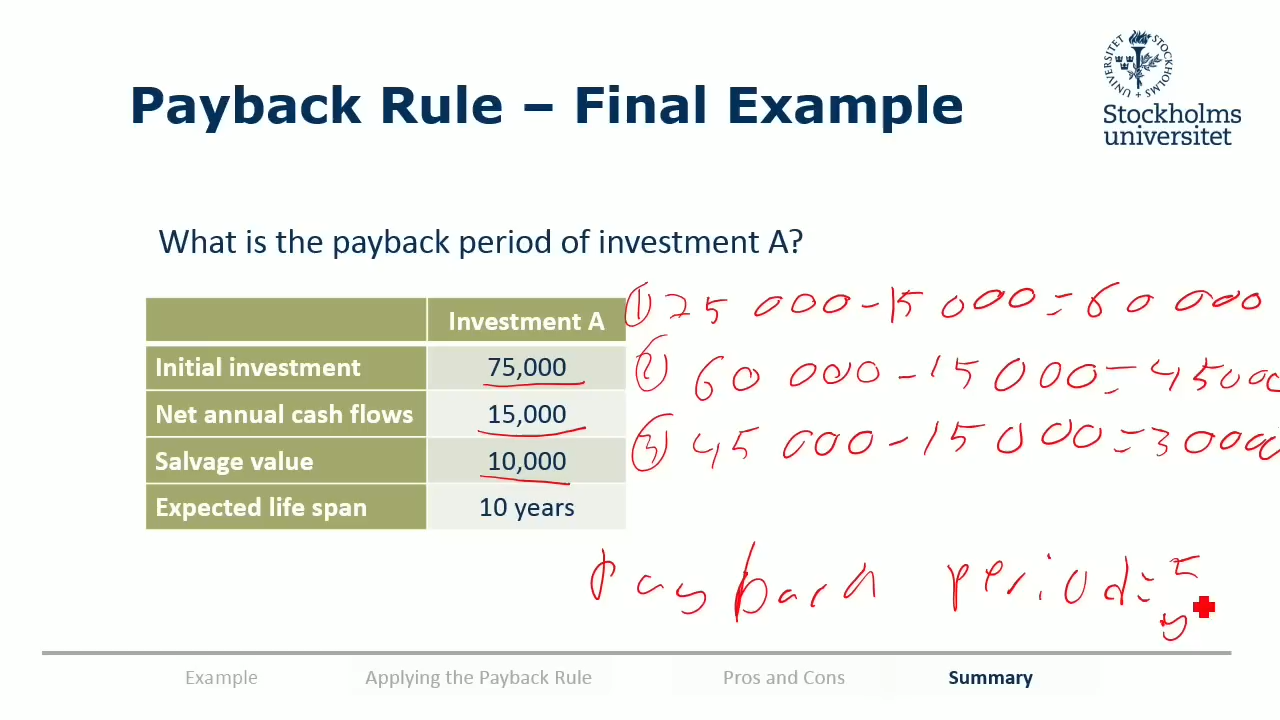 UNIVERSITET STOCKHOLMS
Stockholms
universitet
Payback Rule – Final Example
What is the payback period of investment A?
Investment A
Initial investment 75,000
Net annual cash flows 15,000
Salvage value 10,000
Expected life span 10 years
① 75 000 - 15 000 = 60 000
② 60 000 - 15 000 = 45000
③ 45 000 - 15 000 = 30000
Payback period = 5
y
Example Applying the Payback Rule Pros and Cons Summary